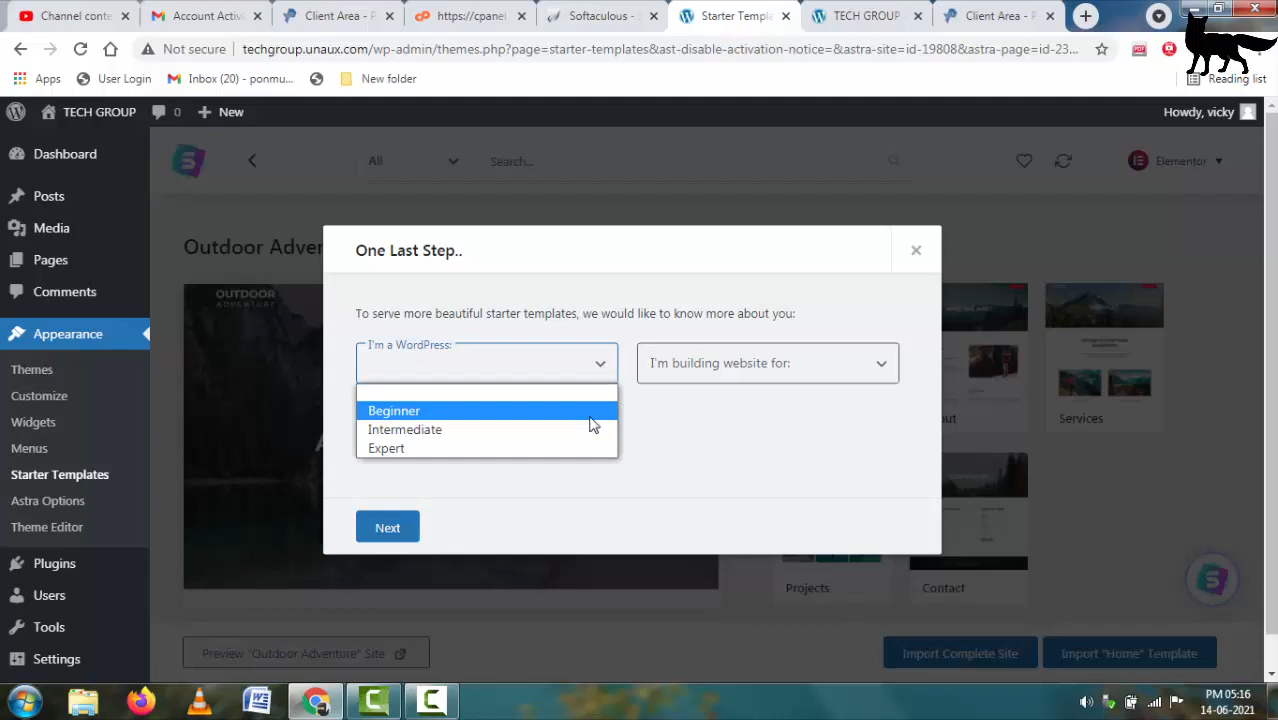 Channel conten
Account Activa
Client Area - P
https://cpane
Softaculous -
Starter Templa
TECH GROUP
Client Area - P
Not secure
techgroup.unaux.com/wp-admin/themes.php?page=starter-templates&ast-disable-activation-notice=&astra-site=id-19808&astra-page=id-23...
Apps
User Login
Inbox (20) - ponmu...
New folder
Reading list
TECH GROUP
0
New
Howdy, vicky
Dashboard
Posts
Media
Pages
Comments
Appearance
Themes
Customize
Widgets
Menus
Starter Templates
Astra Options
Theme Editor
Plugins
Users
Tools
Settings
All
Search...
Elementor
Outdoor Adven
OUTDOOR
ADVENTURE
One Last Step..
To serve more beautiful starter templates, we would like to know more about you:
I'm a WordPress:
I'm building website for:
Beginner
Intermediate
Expert
Next
Services
Projects
Contact
Preview "Outdoor Adventure" Site
Import Complete Site
Import "Home" Template
PM 05:16
14-06-2021